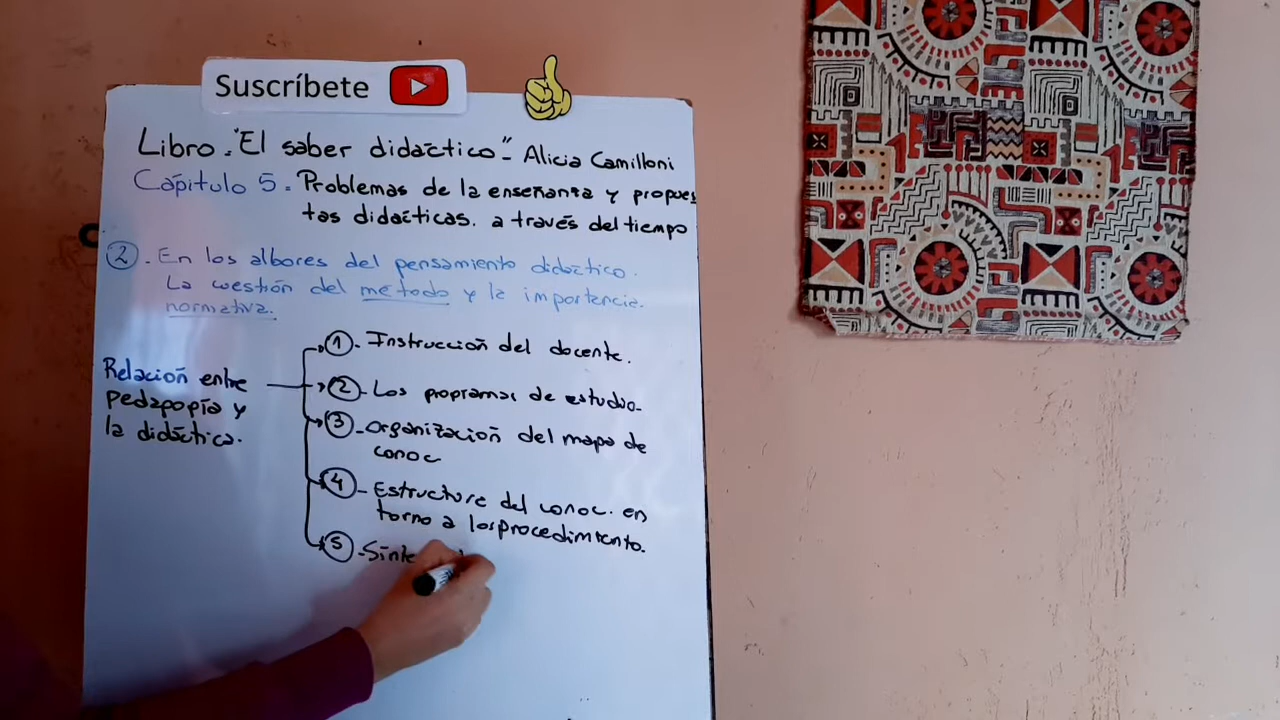 Suscríbete
Libro. "El saber didáctico" - Alicia Camilloni
Capitulo 5. Problemas de la enseñanza y propues
tas didácticas. a través del tiempo
2. En los albores del pensamiento didáctico.
La cuestión del método y la importancia
normativa.
Relación entre
pedagogía y
la didáctica.
1. Instrucción del docente.
2. Los programas de estudio.
3. Organización del mapa de
conoc
4. Estructura del conoc. en
torno a los procedimiento.
5.